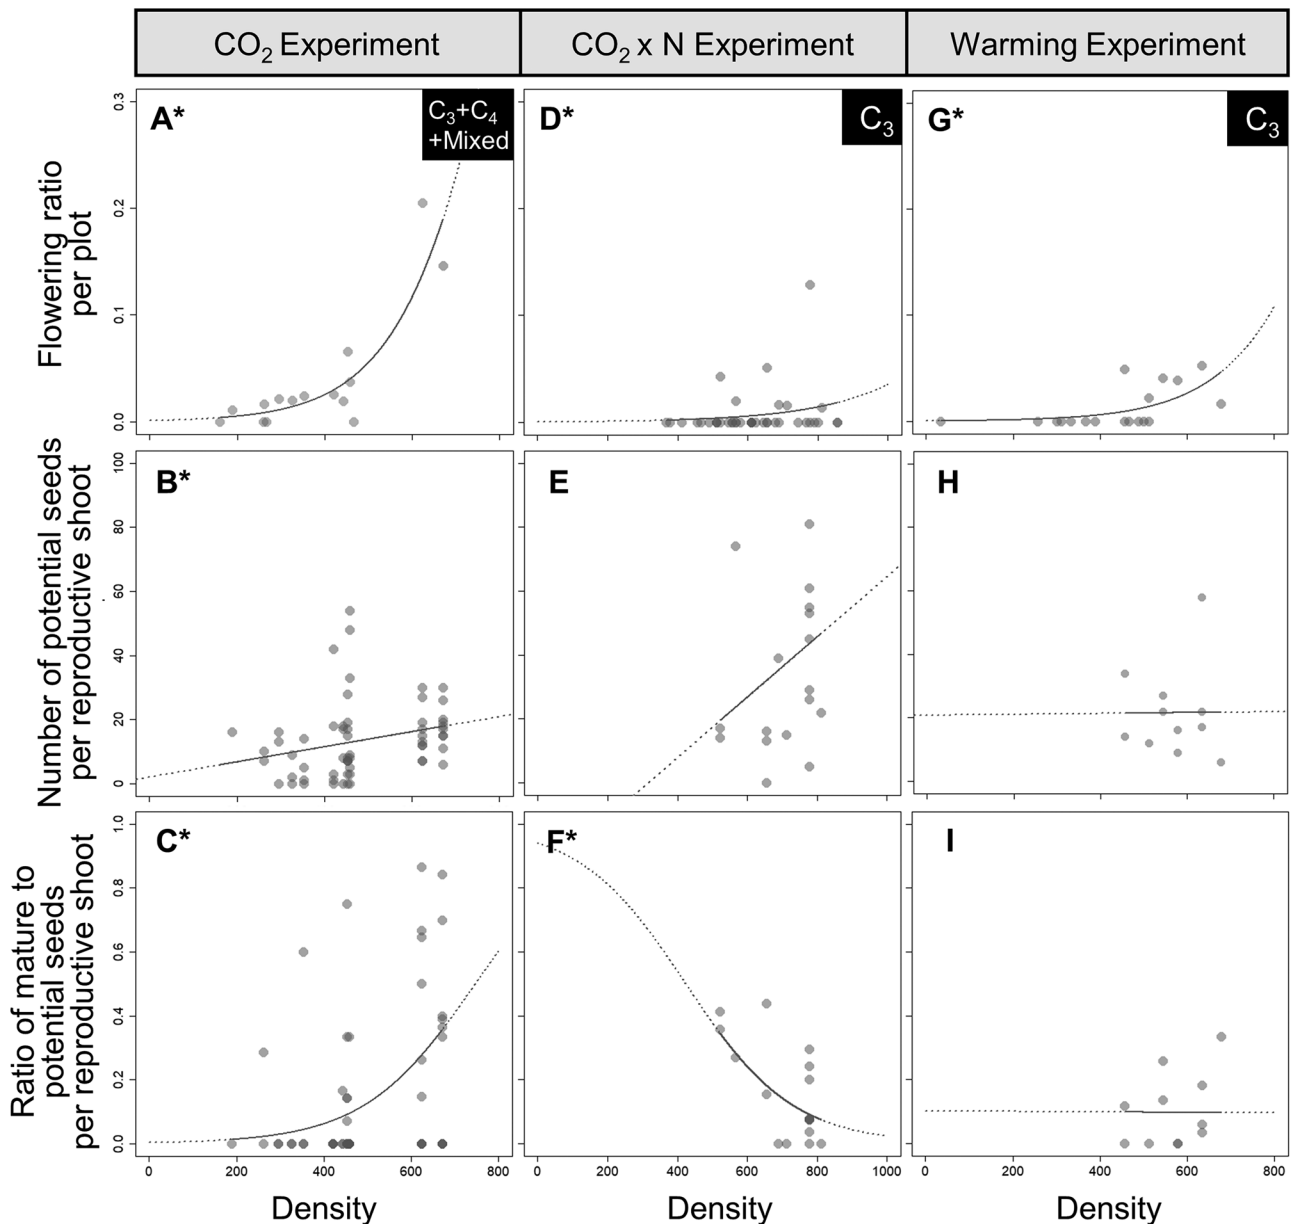 CO₂ Experiment
CO₂ x N Experiment
Warming Experiment
A*
C₃+C₄
+Mixed
D*
C₃
G*
C₃
Flowering ratio
per plot
0.3
0.2
0.1
0.0
B*
E
H
Number of potential seeds
per reproductive shoot
100
80
60
40
20
0
C*
F*
I
Ratio of mature to
potential seeds
per reproductive shoot
1.0
0.8
0.6
0.4
0.2
0.0
0 200 400 600 800
0 200 400 600 800 1000
0 200 400 600 800
Density
Density
Density